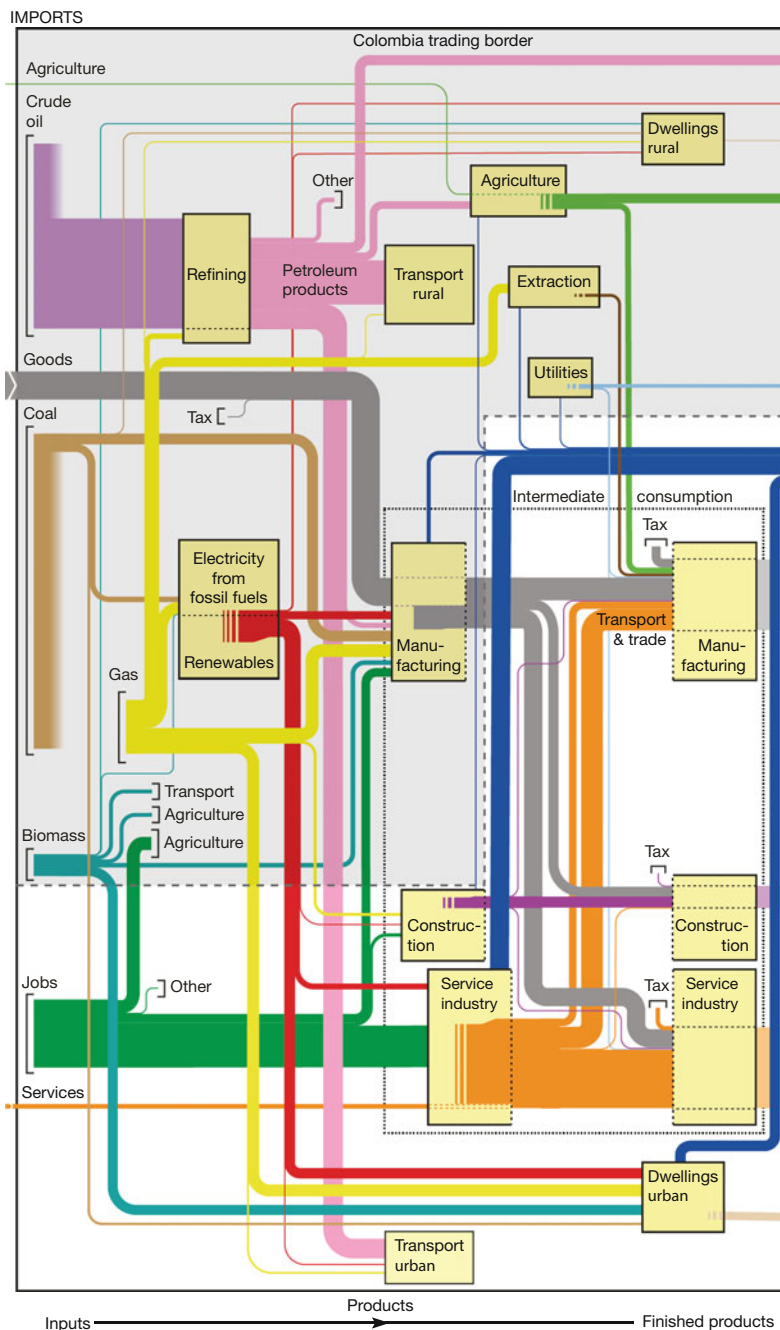 IMPORTS
Colombia trading border
Agriculture
Crude
oil
Dwellings
rural
Other
Agriculture
Refining
Petroleum
products
Transport
rural
Extraction
Goods
Utilities
Tax
Coal
Intermediate consumption
Tax
Electricity
from
fossil fuels
Renewables
Manu-
facturing
Transport
& trade
Manu-
facturing
Gas
Transport
Agriculture
Agriculture
Biomass
Tax
Construc-
tion
Construc-
tion
Jobs
Other
Service
industry
Tax
Service
industry
Services
Dwellings
urban
Transport
urban
Products
Inputs
Finished products